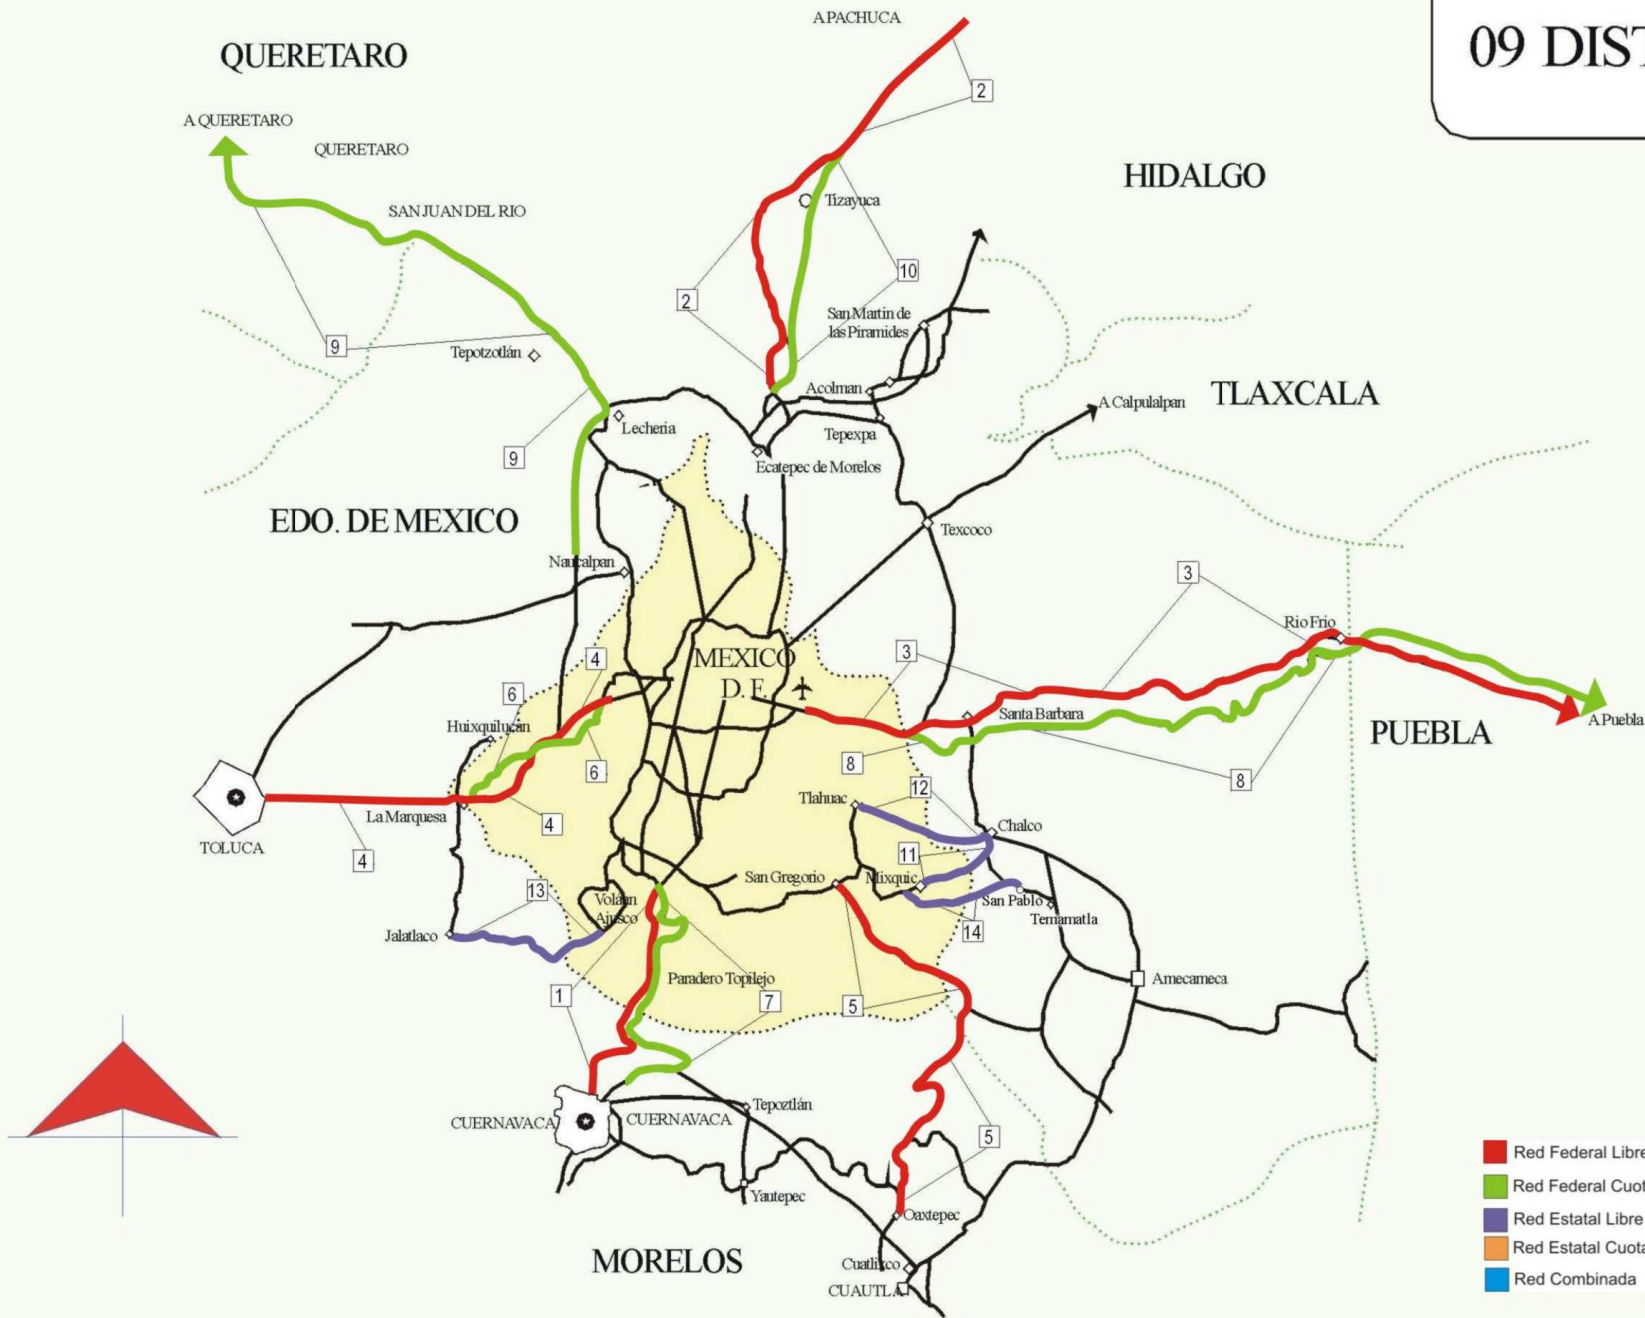 A PACHUCA
09 DIST
QUERETARO
2
A QUERETARO
QUERETARO
HIDALGO
Tizayuca
SAN JUAN DEL RIO
10
2
San Martin de
las Piramides
9
Tepotzotlán
Acolman
TLAXCALA
A Calpulalpan
Lecheria
Tepexpa
9
Ecatepec de Morelos
EDO. DE MEXICO
Texcoco
Naucalpan
3
Rio Frio
4
3
MEXICO
D. F.
6
Huixquilucan
Santa Barbara
A Puebla
PUEBLA
8
6
8
12
Tlahuac
La Marquesa
4
Chalco
TOLUCA
4
11
San Gregorio
Mixquic
13
Volcan
Ajusco
San Pablo
Temamatla
14
Jalatlaco
Paradero Topilejo
Amecameca
1
7
5
Tepoztlán
CUERNAVACA
CUERNAVACA
5
Red Federal Libre
Red Federal Cuot
Yautepec
Oaxtepec
Red Estatal Libre
Red Estatal Cuota
MORELOS
Cuatlixco
Red Combinada
CUAUTLA